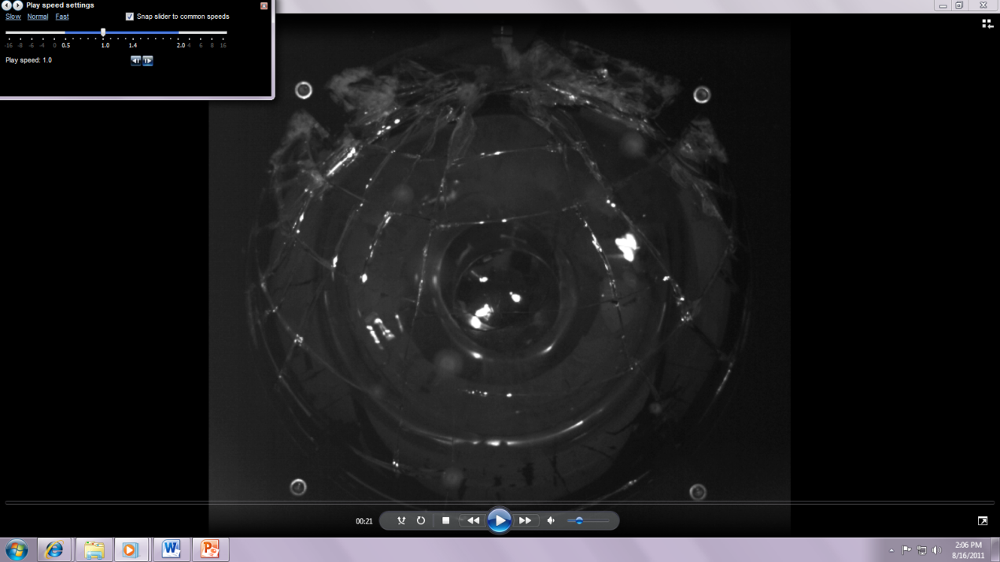 Play speed settings
Slow Normal Fast
Snap slider to common speeds
-16 -8 -6 -4 0 0.5 1.0 1.4 2.0 4 6 8 16
Play speed: 1.0
00:21
2:06 PM
8/16/2011